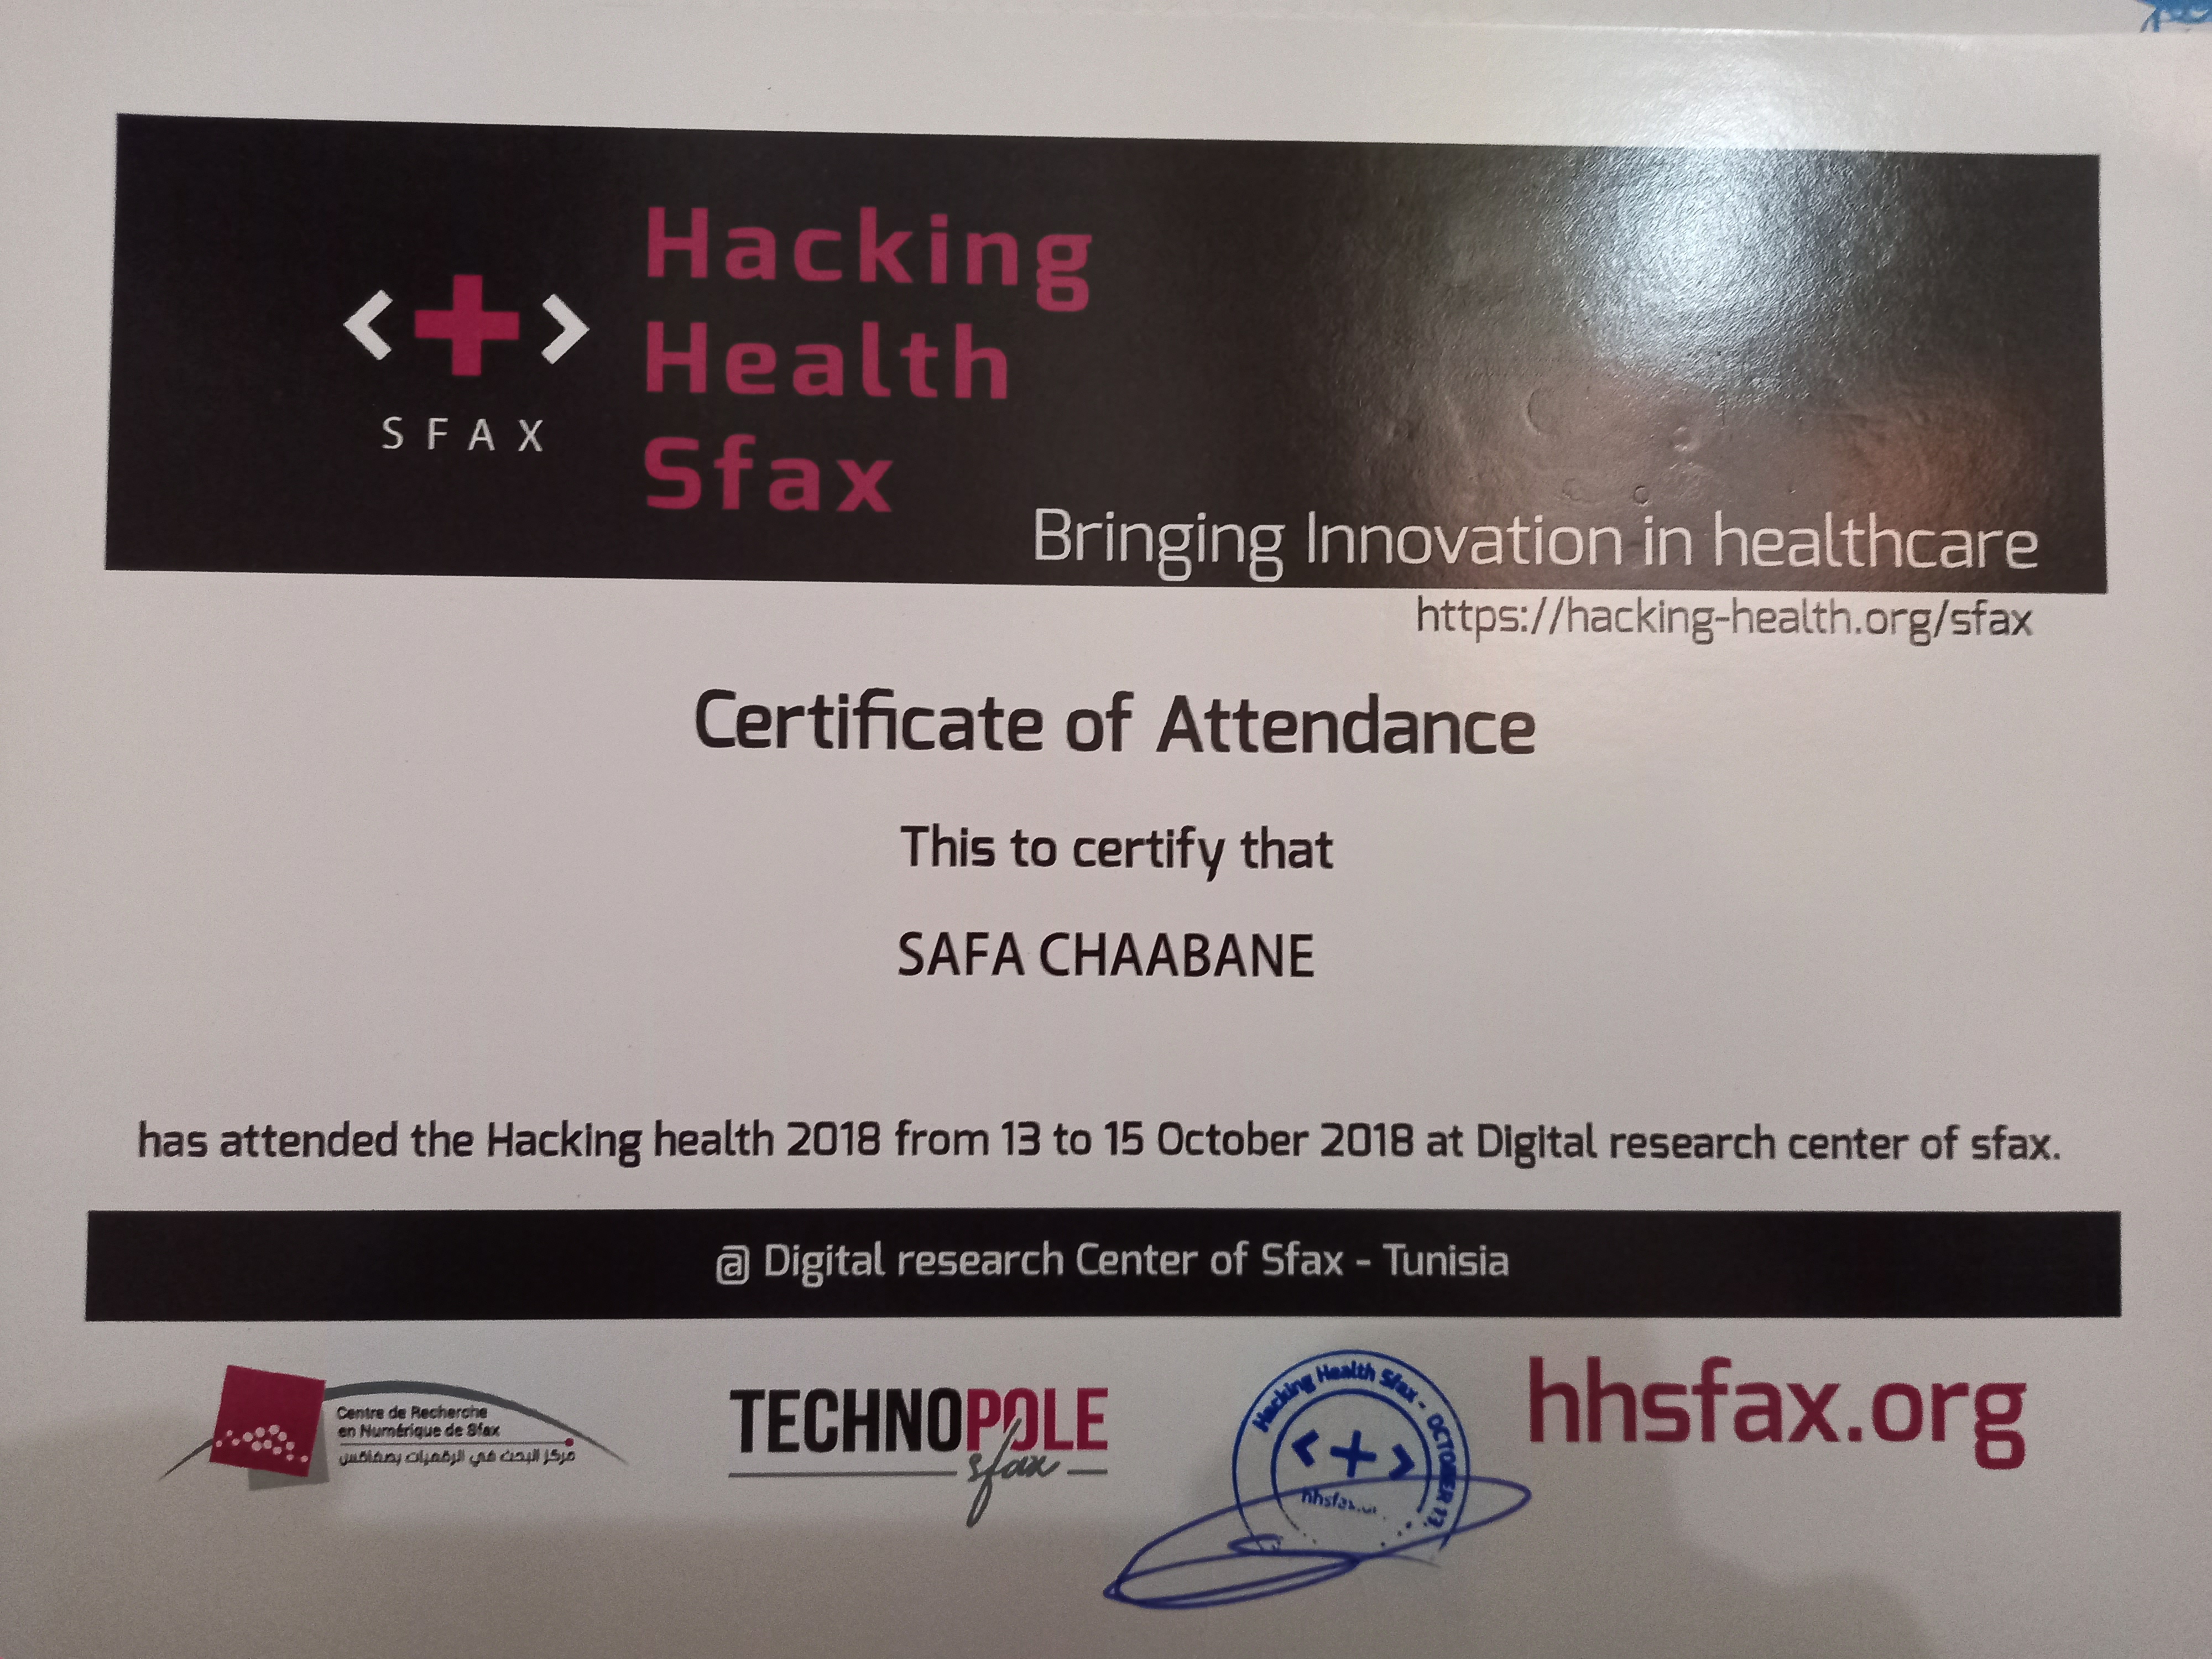 Hacking
Health
Sfax
SFAX
Bringing Innovation in healthcare
https://hacking-health.org/sfax
Certificate of Attendance
This to certify that
SAFA CHAABANE
has attended the Hacking health 2018 from 13 to 15 October 2018 at Digital research center of sfax.
@ Digital research Center of Sfax - Tunisia
Centre de Recherche
en Numérique de Sfax
مركز البحث في الرقميات بصفاقس
TECHNOPOLE
sfax
Hacking Health Sfax - OCTOBER 13
hhsfax.org